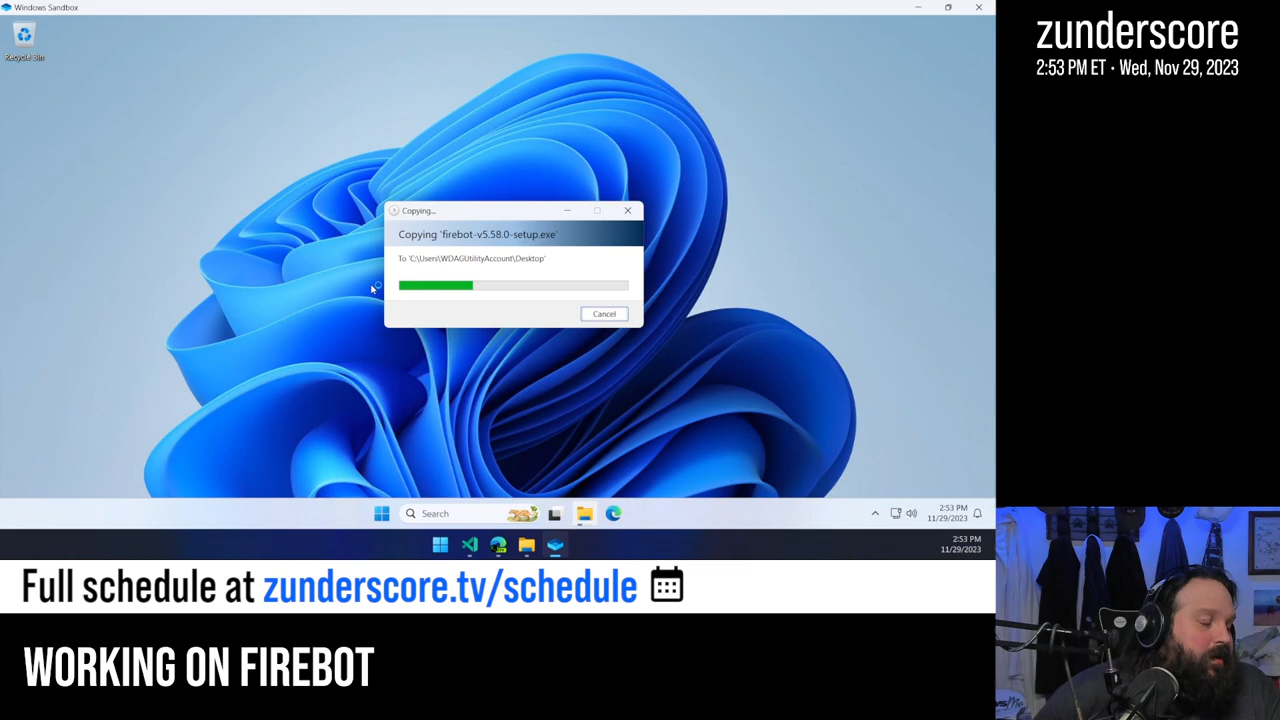 Windows Sandbox
Recycle Bin
Copying...
Copying 'firebot-v5.58.0-setup.exe'
To 'C:\Users\WDAGUtilityAccount\Desktop'
Cancel
Search
2:53 PM
11/29/2023
2:53 PM
11/29/2023
zunderscore
2:53 PM ET • Wed, Nov 29, 2023
Full schedule at zunderscore.tv/schedule
WORKING ON FIREBOT